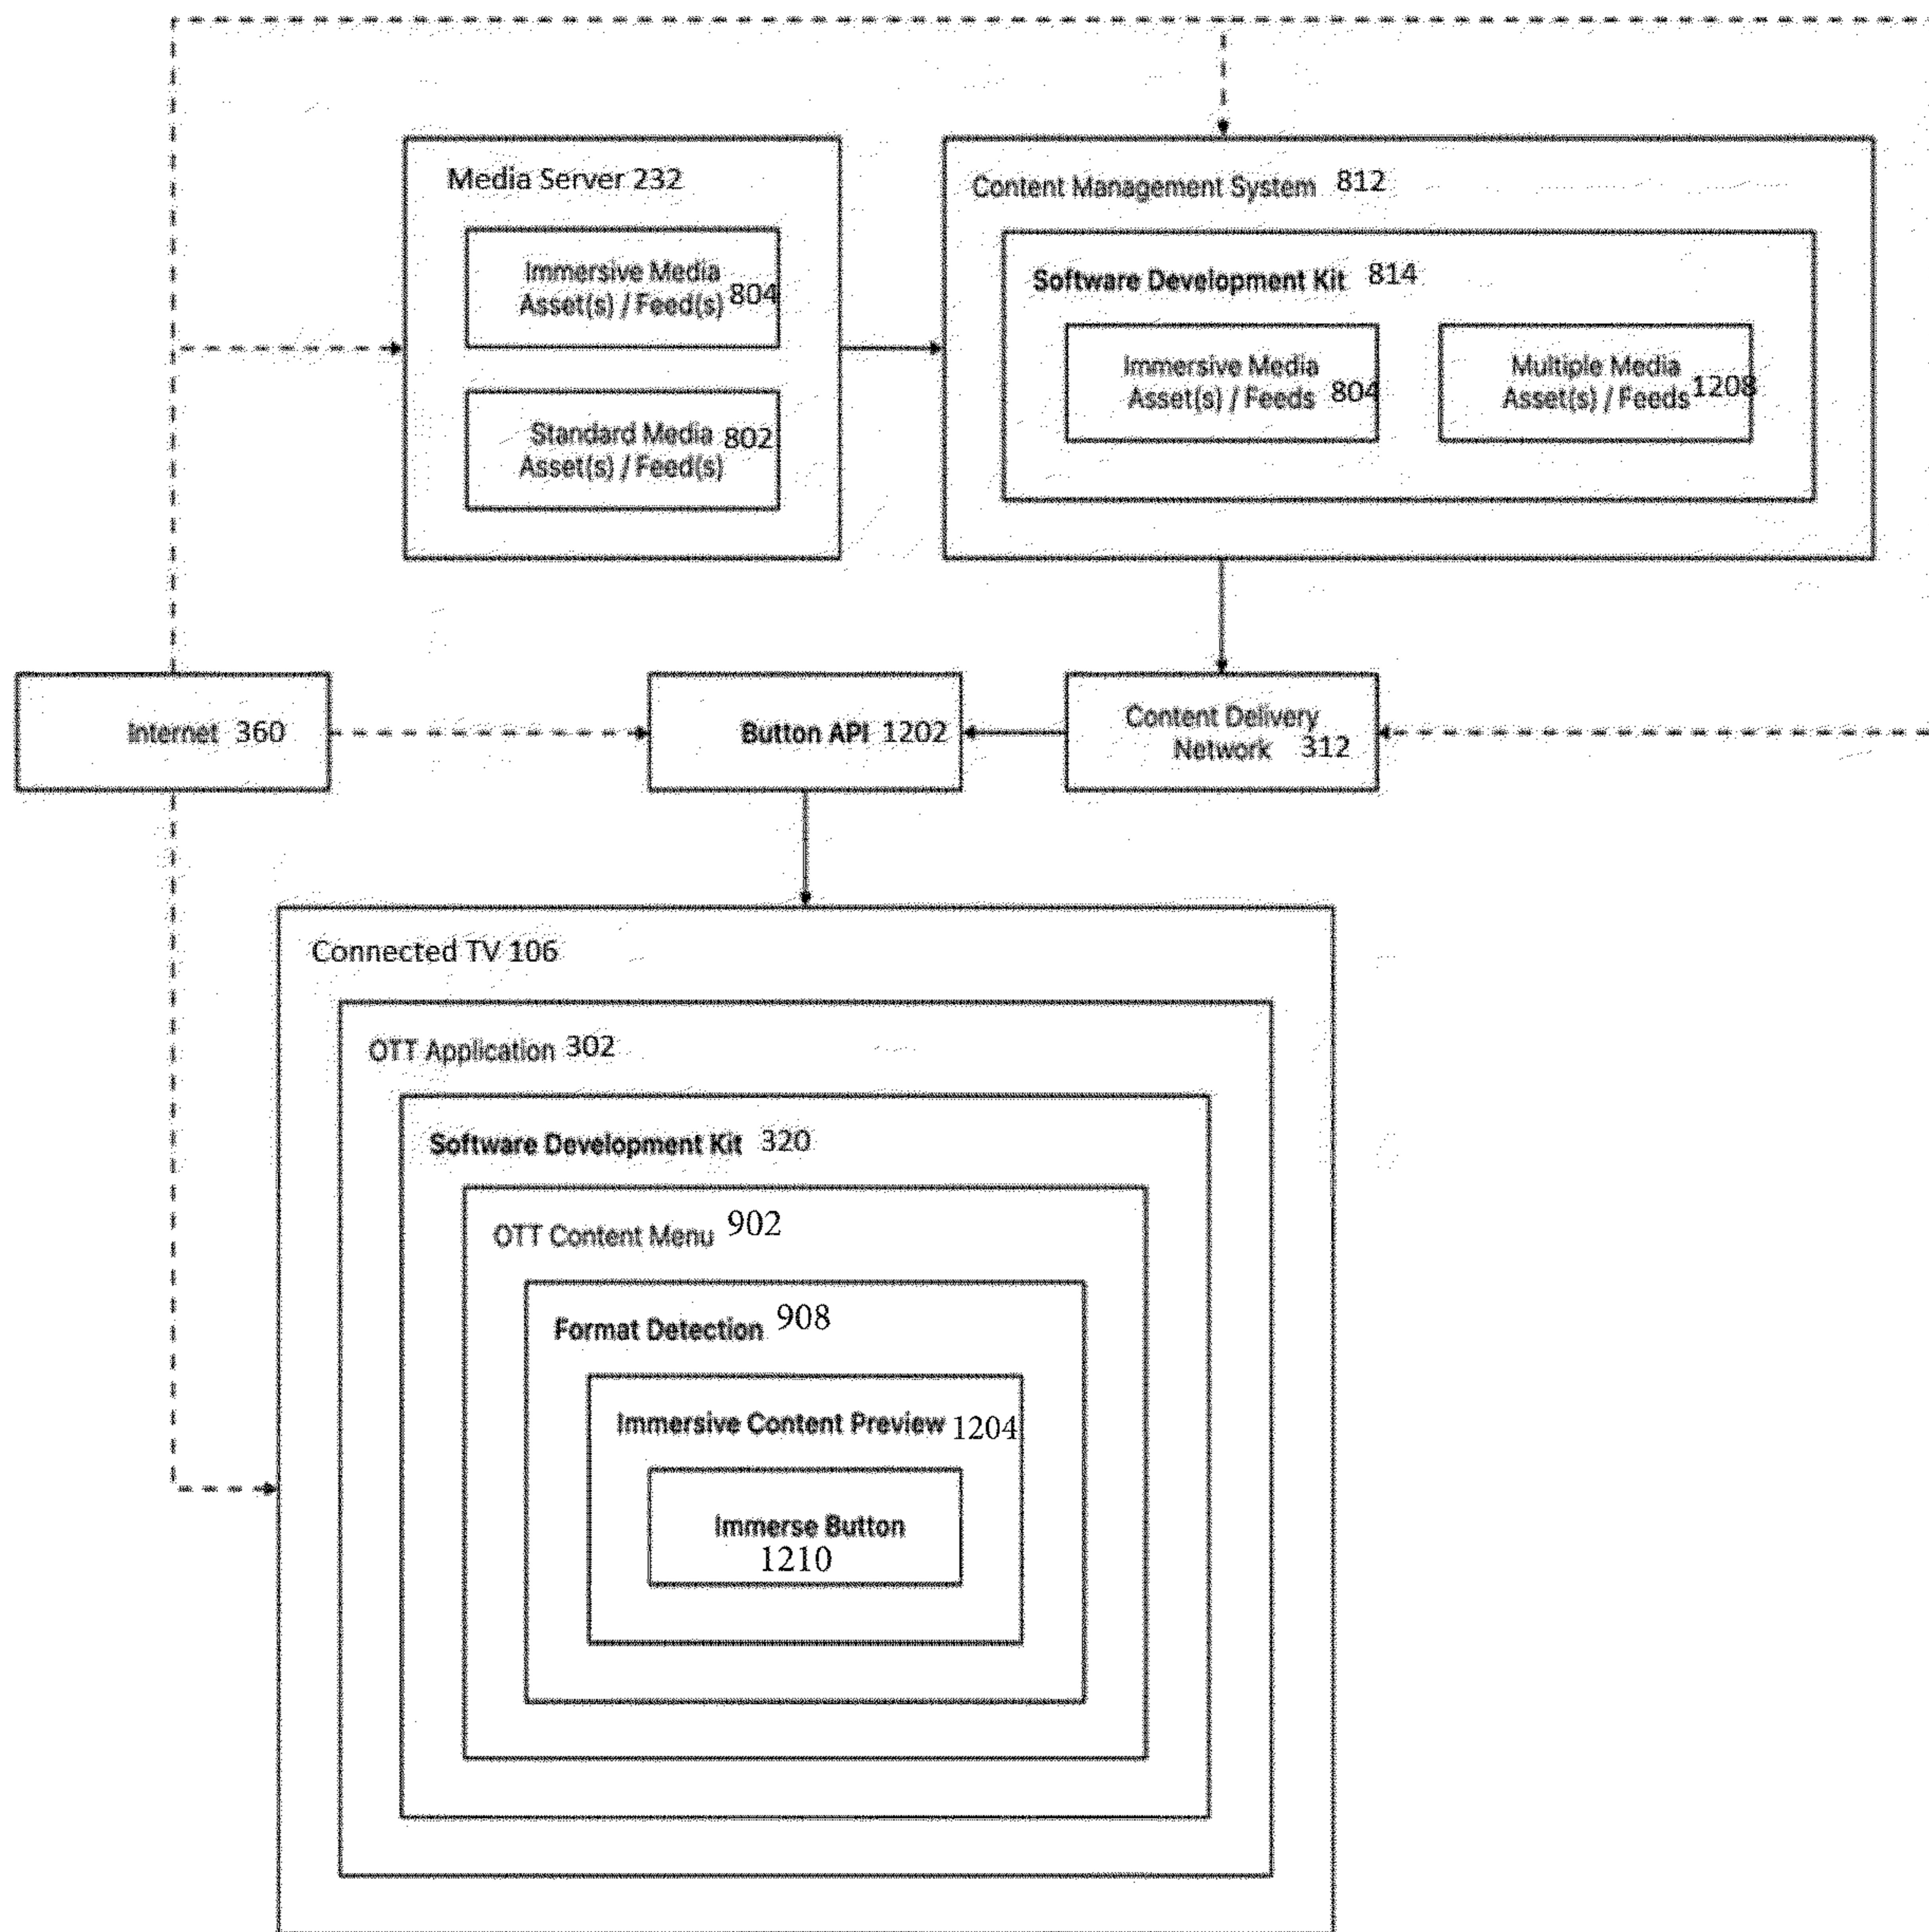 Media Server 232
Immersive Media
Asset(s) / Feed(s) 804
Standard Media 802
Asset(s) / Feed(s)
Content Management System 812
Software Development Kit 814
Immersive Media
Asset(s) / Feeds 804
Multiple Media
Asset(s) / Feeds 1208
Internet 360
Button API 1202
Content Delivery
Network 312
Connected TV 106
OTT Application 302
Software Development Kit 320
OTT Content Menu 902
Format Detection 908
Immersive Content Preview 1204
Immerse Button
1210